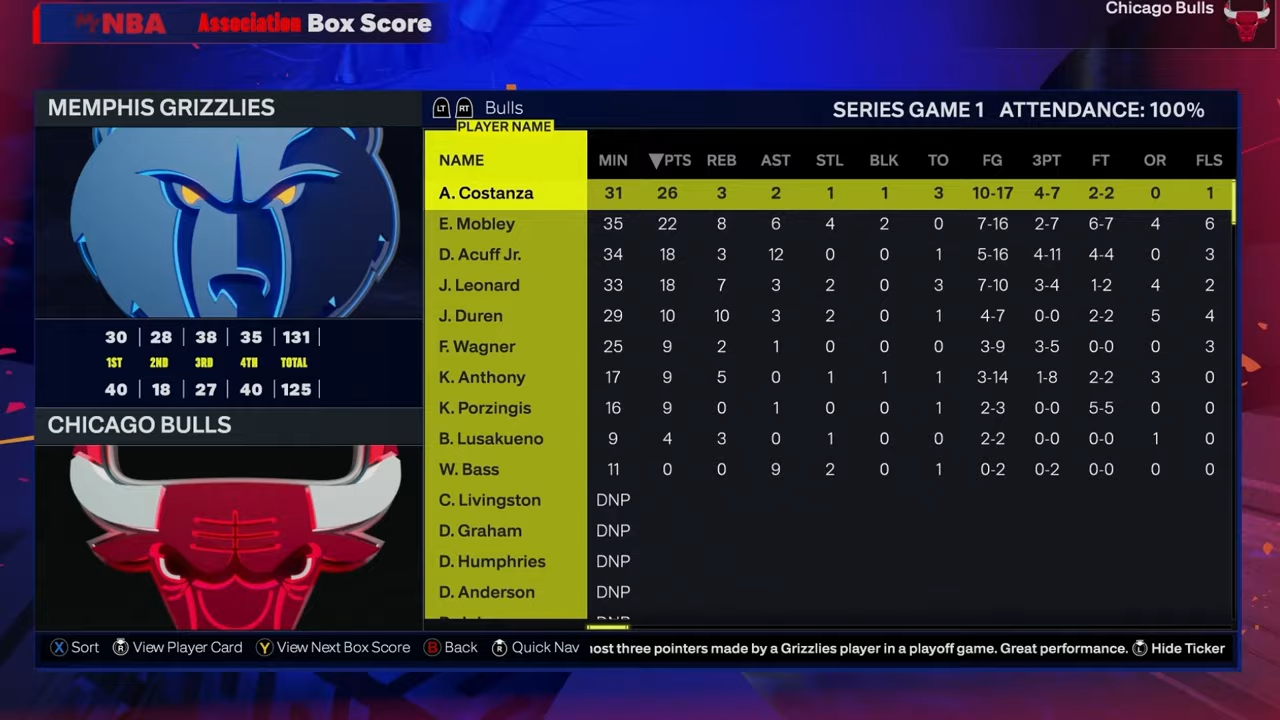 MyNBA Association Box Score
Chicago Bulls
MEMPHIS GRIZZLIES
30 28 38 35 131
1ST 2ND 3RD 4TH TOTAL
40 18 27 40 125
CHICAGO BULLS
LT RT Bulls SERIES GAME 1 ATTENDANCE: 100%
PLAYER NAME
NAME MIN PTS REB AST STL BLK TO FG 3PT FT OR FLS
A. Costanza 31 26 3 2 1 1 3 10-17 4-7 2-2 0 1
E. Mobley 35 22 8 6 4 2 0 7-16 2-7 6-7 4 6
D. Acuff Jr. 34 18 3 12 0 0 1 5-16 4-11 4-4 0 3
J. Leonard 33 18 7 3 2 0 3 7-10 3-4 1-2 4 2
J. Duren 29 10 10 3 2 0 1 4-7 0-0 2-2 5 4
F. Wagner 25 9 2 1 0 0 0 3-9 3-5 0-0 0 3
K. Anthony 17 9 5 0 1 1 1 3-14 1-8 2-2 3 0
K. Porzingis 16 9 0 1 0 0 1 2-3 0-0 5-5 0 0
B. Lusakueno 9 4 3 0 1 0 0 2-2 0-0 0-0 1 0
W. Bass 11 0 0 9 2 0 1 0-2 0-2 0-0 0 0
C. Livingston DNP
D. Graham DNP
D. Humphries DNP
D. Anderson DNP
X Sort R View Player Card Y View Next Box Score B Back R Quick Nav most three pointers made by a Grizzlies player in a playoff game. Great performance. L Hide Ticker